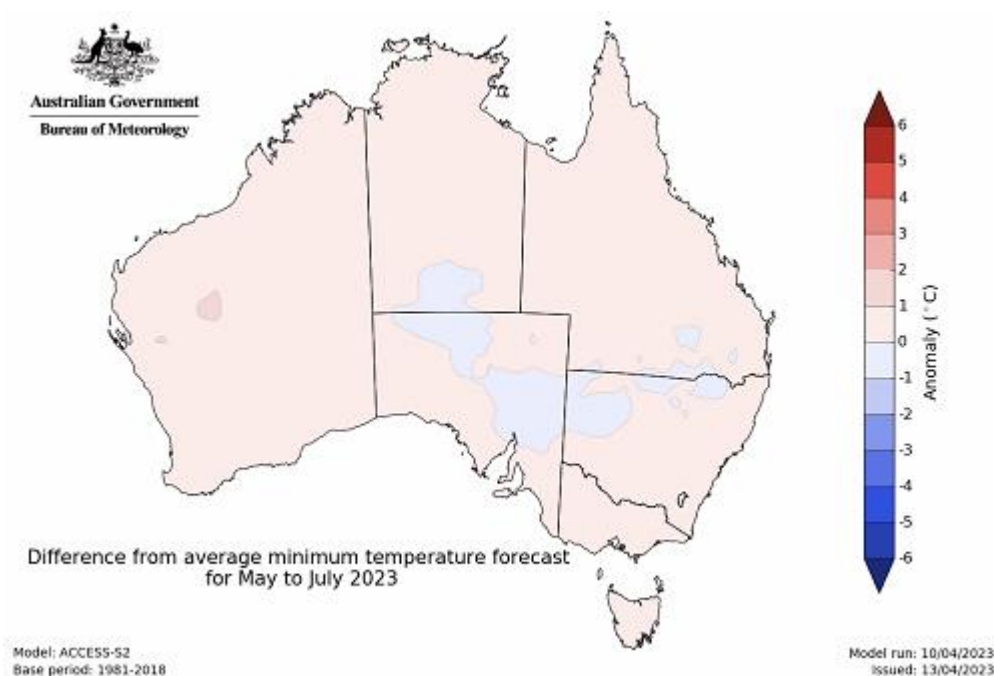 Australian Government
Bureau of Meteorology
6
5
4
3
2
1
0
-1
-2
-3
-4
-5
-6
Anomaly (°C)
Difference from average minimum temperature forecast
for May to July 2023
Model: ACCESS-S2
Base period: 1981-2018
Model run: 10/04/2023
Issued: 13/04/2023